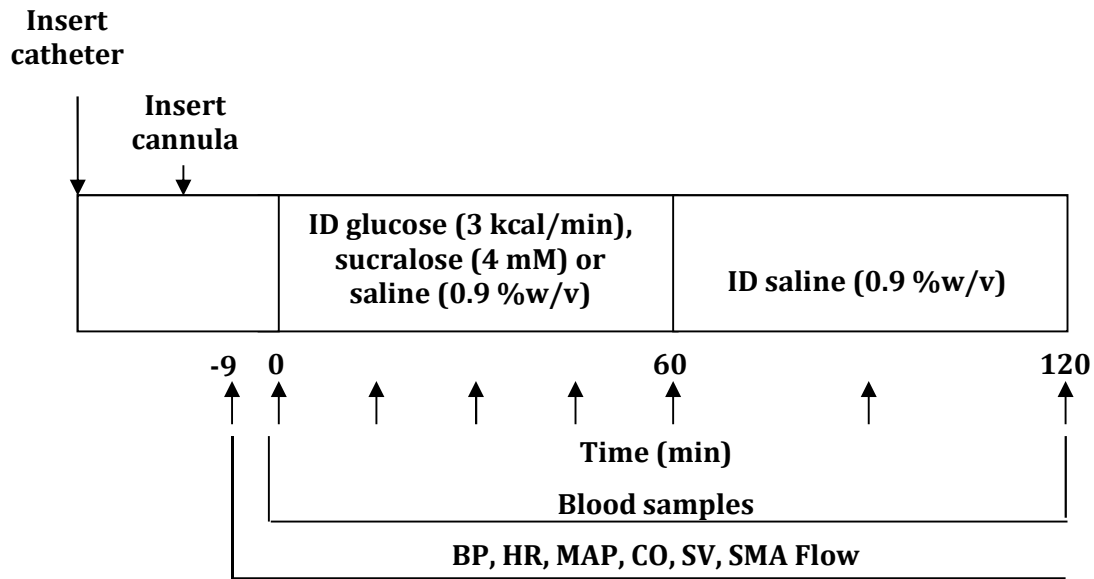 Insert
catheter
Insert
cannula
ID glucose (3 kcal/min),
sucralose (4 mM) or
saline (0.9 %w/v)
ID saline (0.9 %w/v)
-9 0 60 120
Time (min)
Blood samples
BP, HR, MAP, CO, SV, SMA Flow